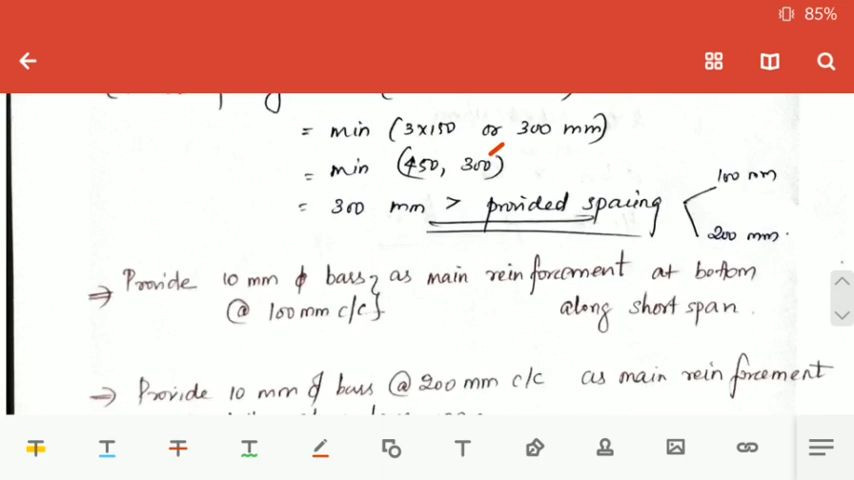 85%
= min (3x150 or 300 mm)
= min (450, 300)
= 300 mm > provided spacing
100 mm
200 mm.
⇒ Provide 10 mm ϕ bars, as main reinforcement at bottom
@ 100 mm c/c} along short span.
⇒ Provide 10 mm ϕ bars @ 200 mm c/c as main reinforcement